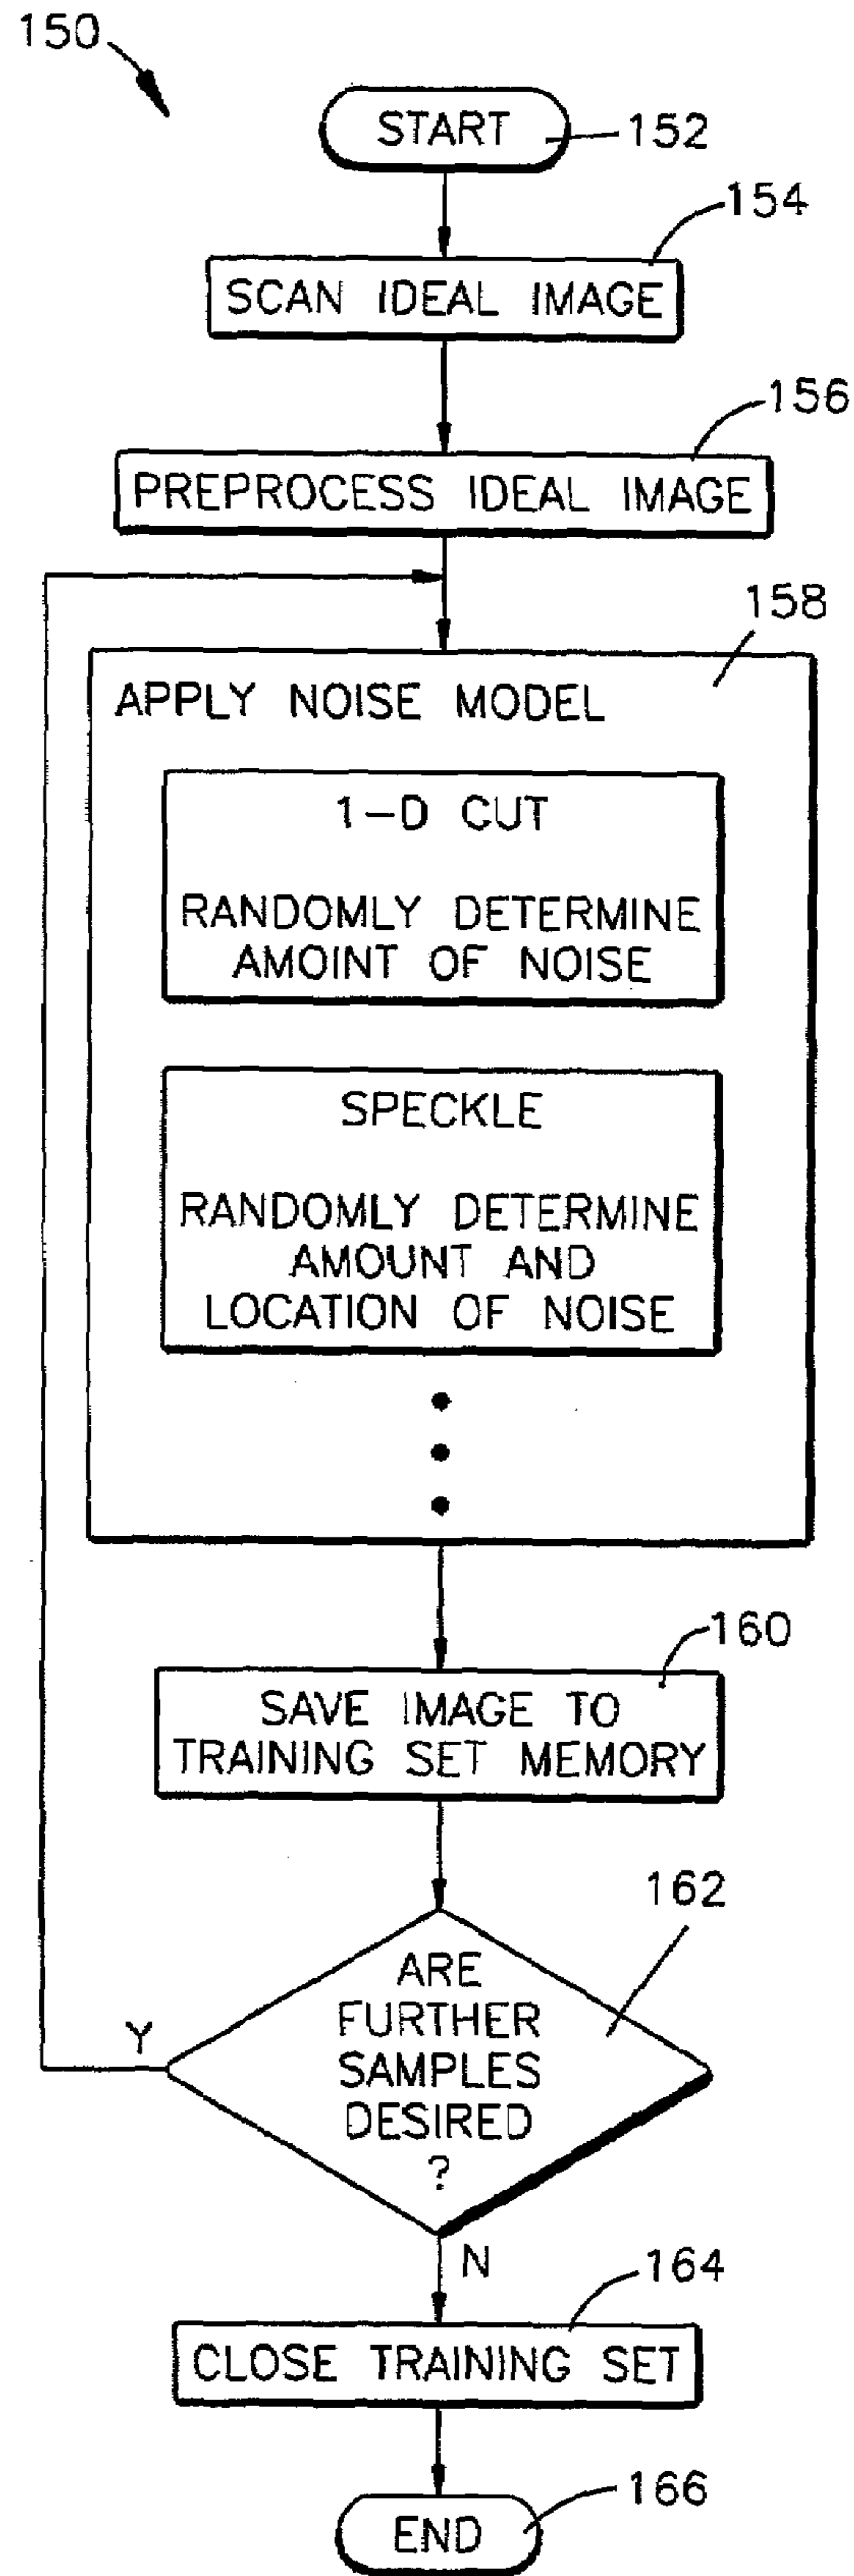 150
START
152
154
SCAN IDEAL IMAGE
156
PREPROCESS IDEAL IMAGE
158
APPLY NOISE MODEL
1-D CUT
RANDOMLY DETERMINE
AMOINT OF NOISE
SPECKLE
RANDOMLY DETERMINE
AMOUNT AND
LOCATION OF NOISE
160
SAVE IMAGE TO
TRAINING SET MEMORY
162
ARE
FURTHER
SAMPLES
DESIRED
?
Y
N
164
CLOSE TRAINING SET
166
END